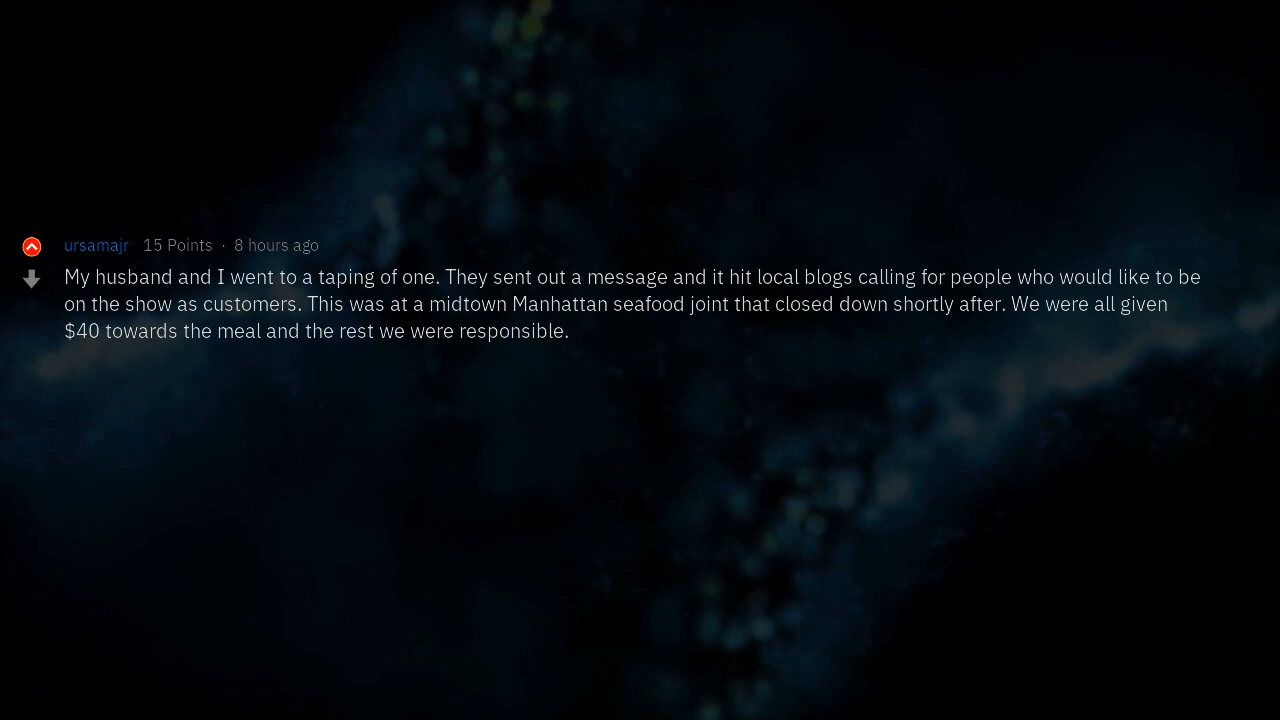 ursamajr 15 Points · 8 hours ago
My husband and I went to a taping of one. They sent out a message and it hit local blogs calling for people who would like to be
on the show as customers. This was at a midtown Manhattan seafood joint that closed down shortly after. We were all given
$40 towards the meal and the rest we were responsible.